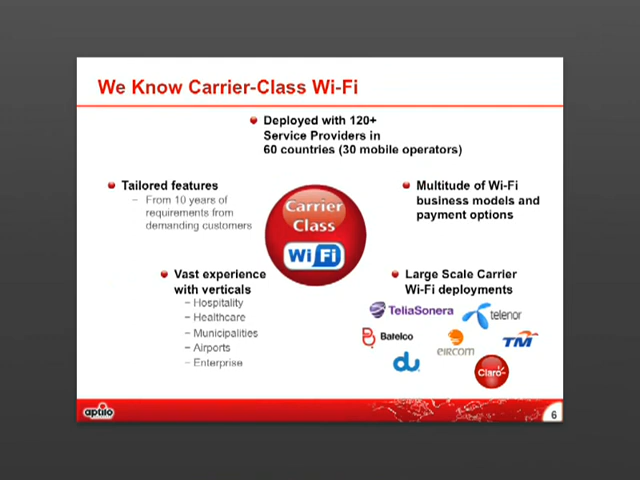 We Know Carrier-Class Wi-Fi
Deployed with 120+
Service Providers in
60 countries (30 mobile operators)
Tailored features
– From 10 years of
requirements from
demanding customers
Carrier
Class
Wi Fi
Multitude of Wi-Fi
business models and
payment options
Vast experience
with verticals
– Hospitality
– Healthcare
– Municipalities
– Airports
– Enterprise
Large Scale Carrier
Wi-Fi deployments
TeliaSonera
telenor
Batelco
eircom
TM
du
Claro
aptilo
6